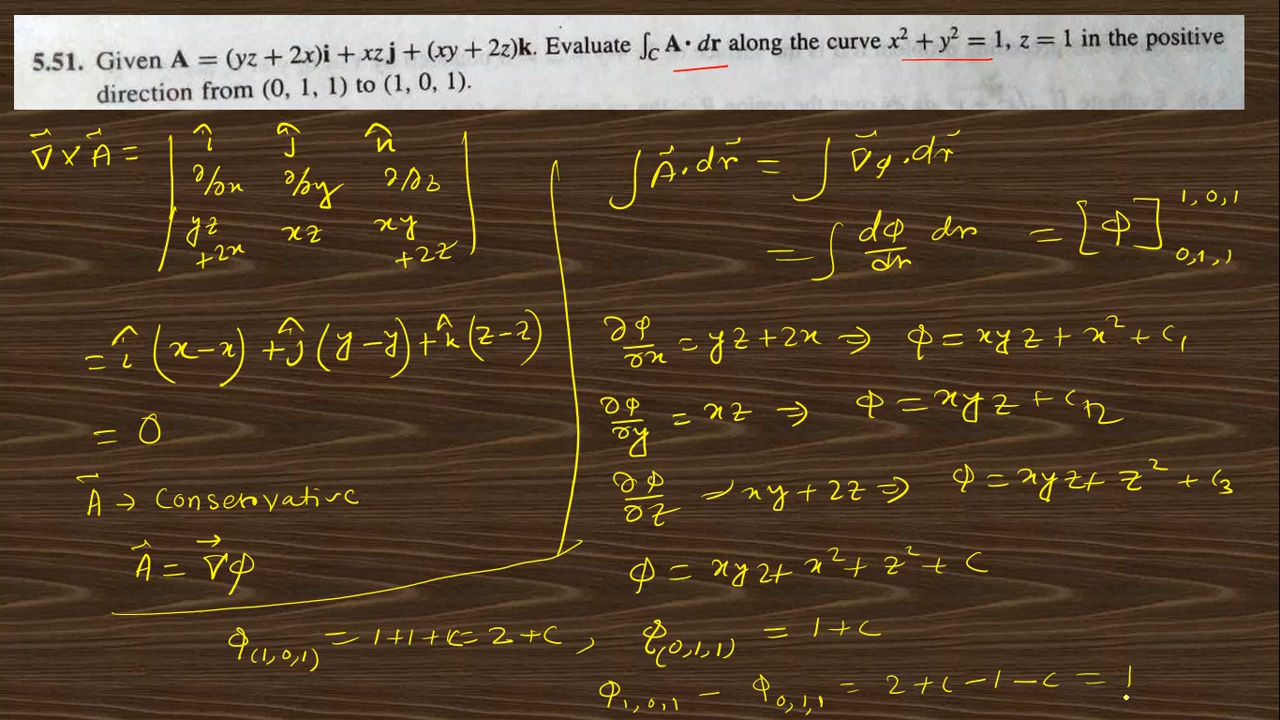 5.51. Given A = (yz + 2x)i + xzj + (xy + 2z)k. Evaluate ∫_C A · dr along the curve x² + y² = 1, z = 1 in the positive
direction from (0, 1, 1) to (1, 0, 1).
∇⃗ × A⃗ = | î ĵ k̂ |
| ∂/∂x ∂/∂y ∂/∂z |
| yz+2x xz xy+2z |
= î (x-x) + ĵ (y-y) + k̂ (z-z)
= 0
A⃗ → Conservative
A⃗ = ∇⃗φ
∫ A⃗ · dr⃗ = ∫ ∇⃗φ · dr⃗
= ∫ dφ/dr dr = [φ]_{0,1,1}^{1,0,1}
∂φ/∂x = yz + 2x ⇒ φ = xyz + x² + c₁
∂φ/∂y = xz ⇒ φ = xyz + c₂
∂φ/∂z = xy + 2z ⇒ φ = xyz + z² + c₃
φ = xyz + x² + z² + c
φ(1,0,1) = 1+1+c = 2+c, φ(0,1,1) = 1+c
φ1,0,1 - φ0,1,1 = 2+c-1-c = 1